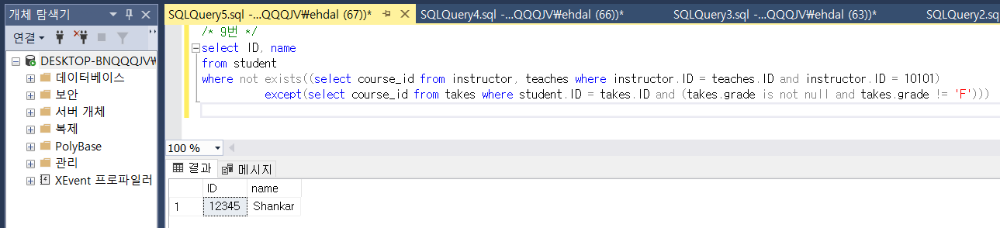 개체 탐색기
연결
DESKTOP-BNQQQJV\
데이터베이스
보안
서버 개체
복제
PolyBase
관리
XEvent 프로파일러
SQLQuery5.sql -...QQQJV₩ehdal (67))*
SQLQuery4.sql -...QQQJV₩ehdal (66))*
SQLQuery3.sql -...QQQJV₩ehdal (63))*
SQLQuery2.sq
/* 9번 */
select ID, name
from student
where not exists((select course_id from instructor, teaches where instructor.ID = teaches.ID and instructor.ID = 10101)
except(select course_id from takes where student.ID = takes.ID and (takes.grade is not null and takes.grade != 'F')))
100 %
결과
메시지
ID name
1 12345 Shankar